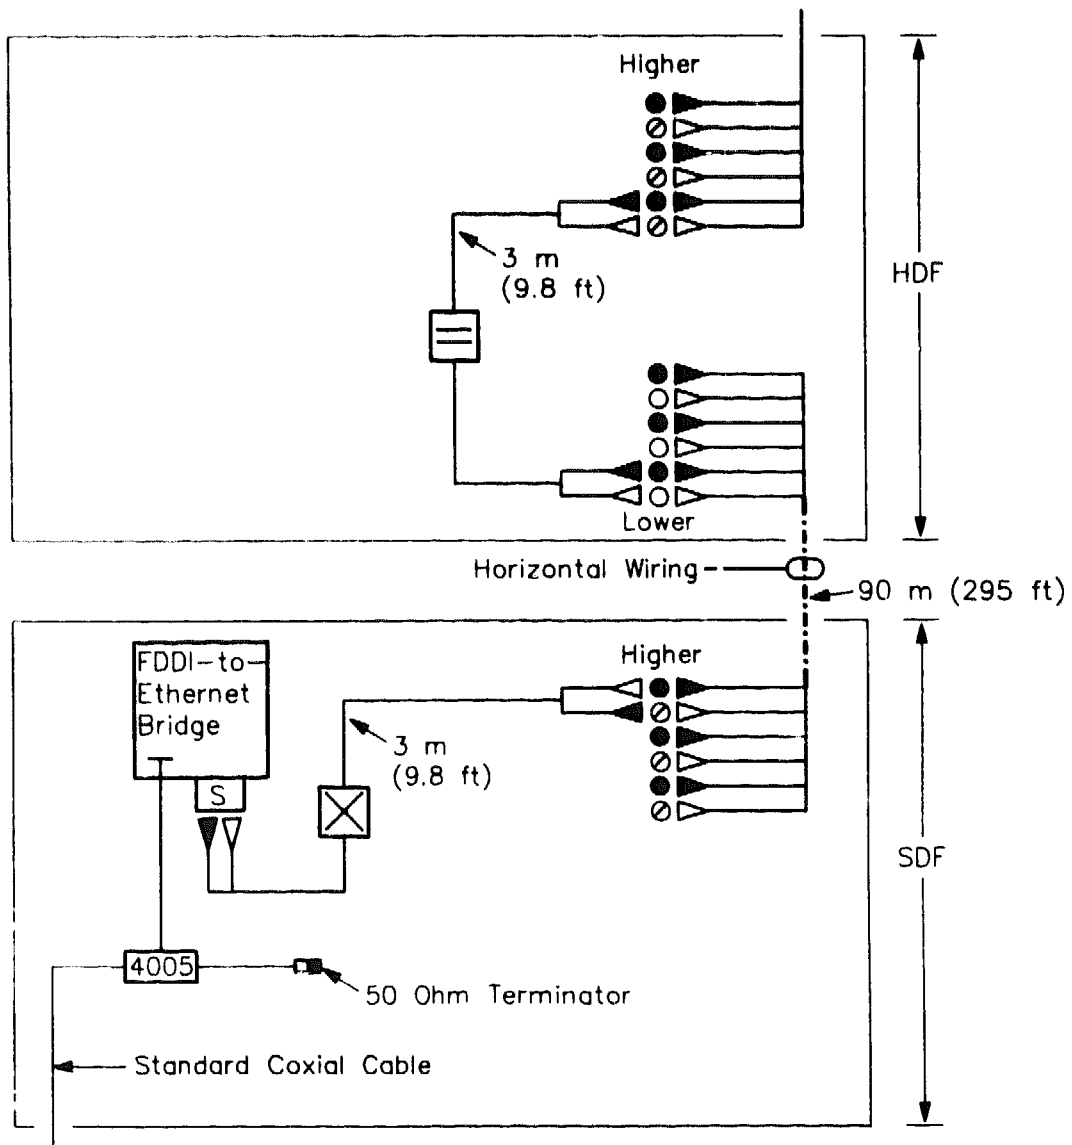 Higher
3 m
(9.8 ft)
HDF
Lower
Horizontal Wiring
90 m (295 ft)
FDDI-to-
Ethernet
Bridge
S
Higher
3 m
(9.8 ft)
SDF
4005
50 Ohm Terminator
Standard Coxial Cable